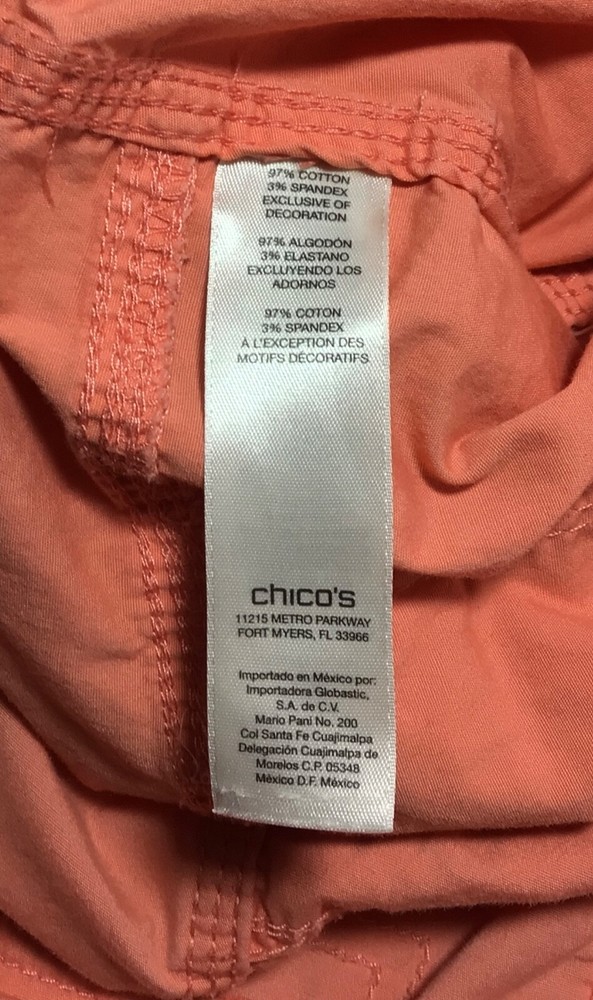 97% COTTON
3% SPANDEX
EXCLUSIVE OF
DECORATION
97% ALGODÓN
3% ELASTANO
EXCLUYENDO LOS
ADORNOS
97% COTON
3% SPANDEX
À L'EXCEPTION DES
MOTIFS DÉCORATIFS
chico's
11215 METRO PARKWAY
FORT MYERS, FL 33966
Importado en México por:
Importadora Globastic,
S.A. de C.V.
Mario Pani No. 200
Col Santa Fe Cuajimalpa
Delegación Cuajimalpa de
Morelos C.P. 05348
México D.F. México